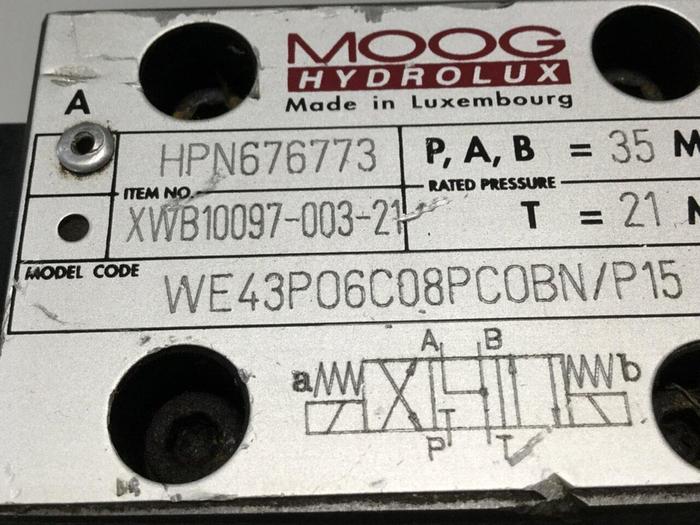 MOOG
HYDROLUX
Made in Luxembourg
A
HPN676773
P, A, B = 35 M
ITEM NO.
RATED PRESSURE
XWB10097-003-21
T = 21
MODEL CODE
WE43P06C08PC0BN/P15
A B
a b
T
P T